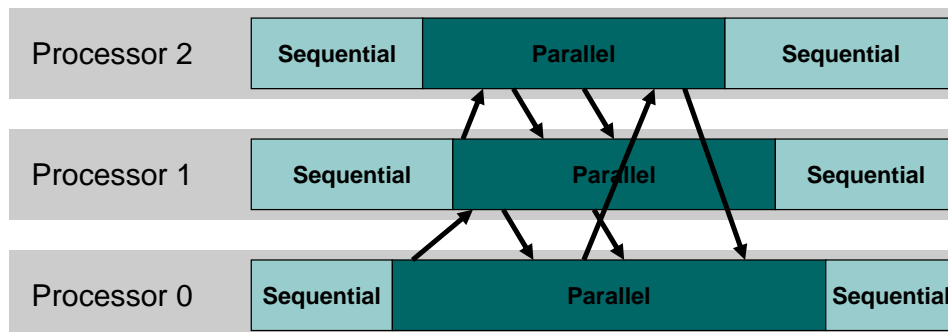 Processor 2
Sequential
Parallel
Sequential
Processor 1
Sequential
Parallel
Sequential
Processor 0
Sequential
Parallel
Sequential